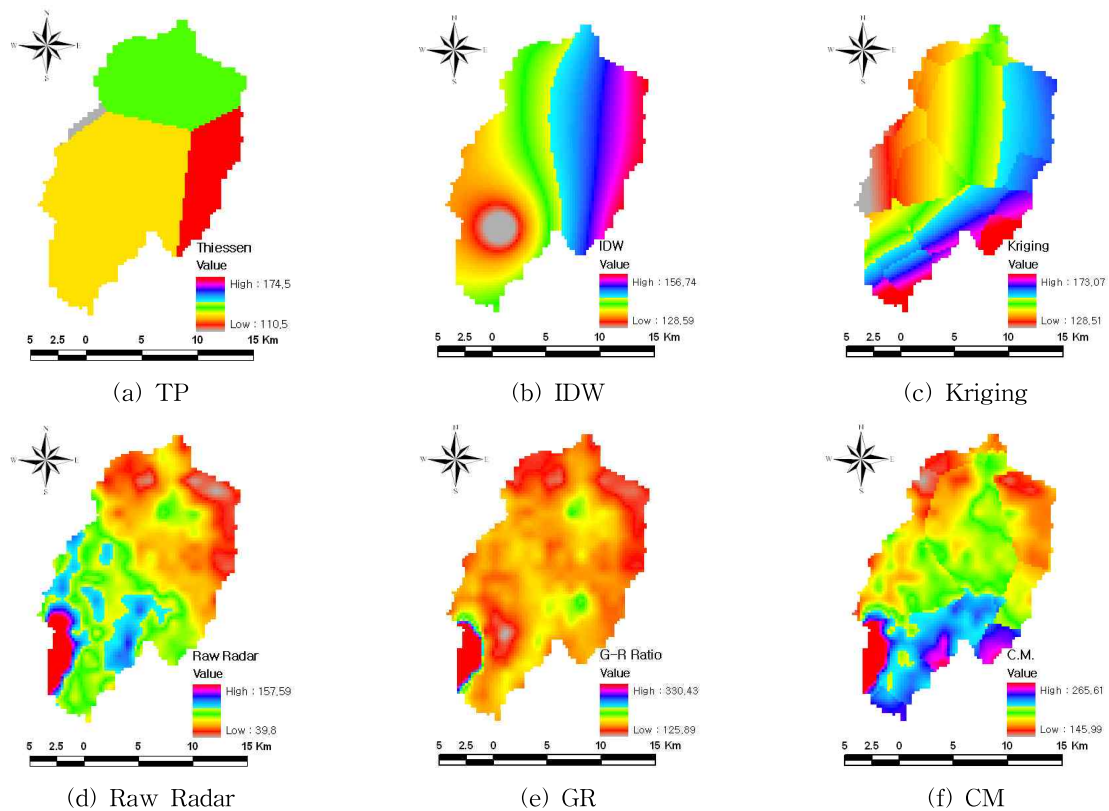 N
W E
S
Thiessen
Value
High : 174,5
Low : 110,5
5 2.5 0 5 10 15 Km
(a) TP
H
W E
S
IDW
Value
High : 156,74
Low : 128,59
5 2.5 0 5 10 15 Km
(b) IDW
H
W E
S
Kriging
Value
High : 173,07
Low : 128,51
5 2.5 0 5 10 15 Km
(c) Kriging
N
W E
S
Raw Radar
Value
High : 157,59
Low : 39,8
5 2.5 0 5 10 15 Km
(d) Raw Radar
H
W E
S
G-R Ratio
Value
High : 330,43
Low : 125,89
5 2.5 0 5 10 15 Km
(e) GR
H
W E
S
C.M.
Value
High : 265,61
Low : 145,99
5 2.5 0 5 10 15 Km
(f) CM